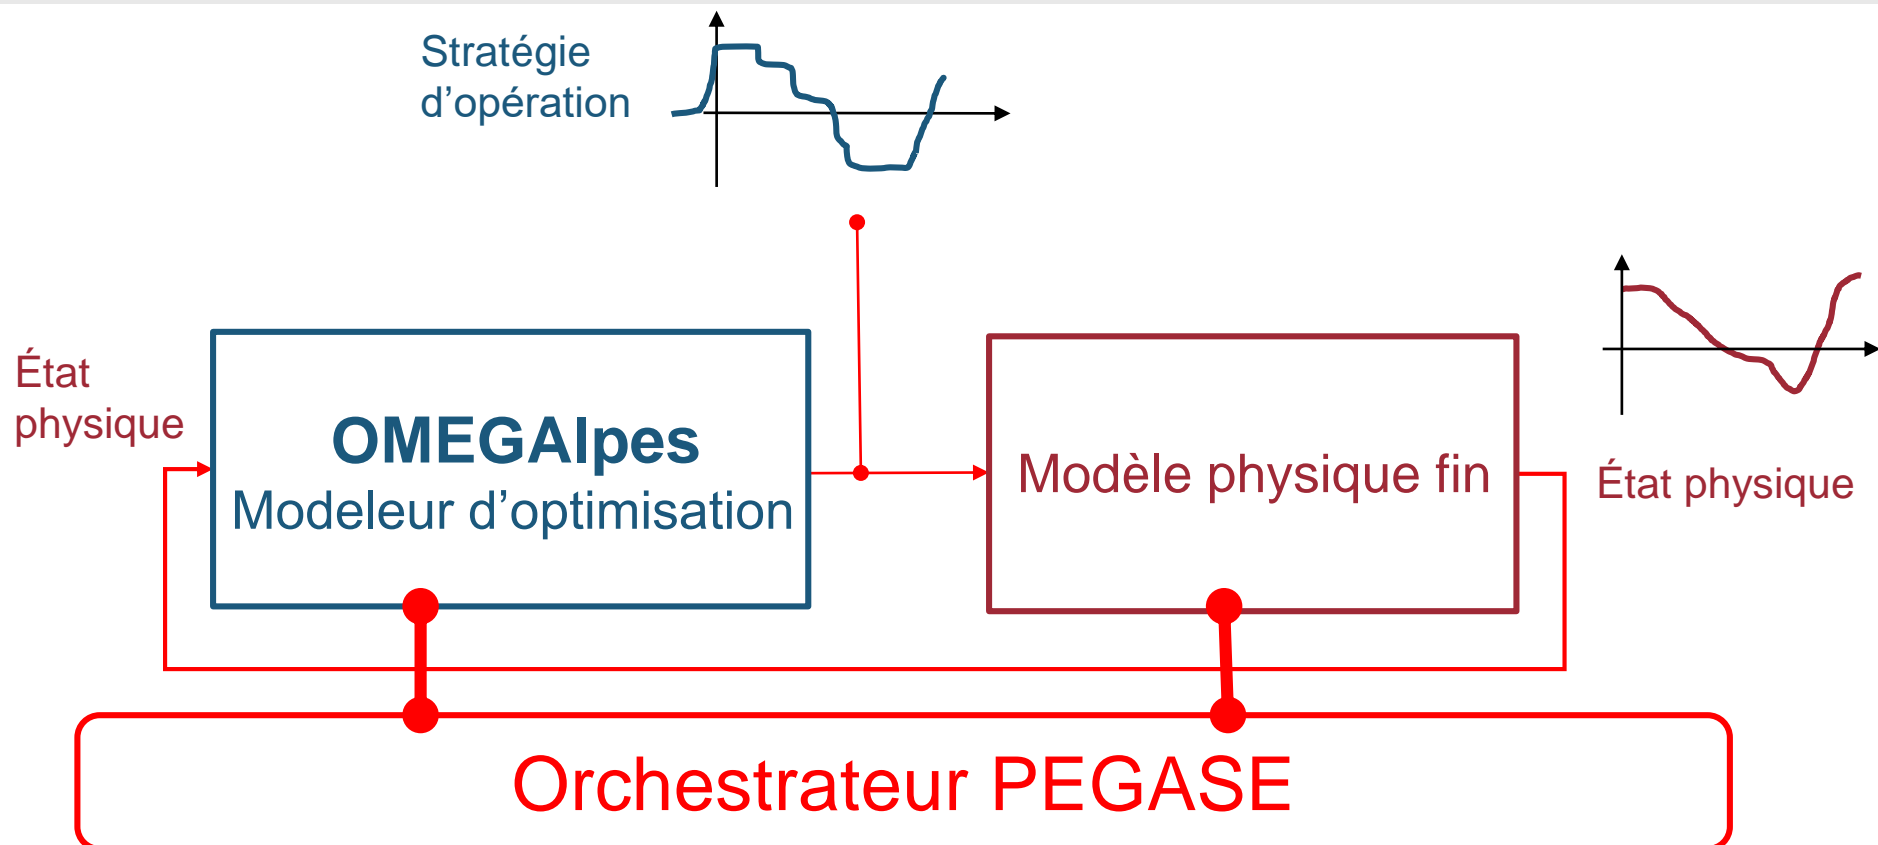 Stratégie
d’opération
État
physique
OMEGAlpes
Modeleur d’optimisation
Modèle physique fin
État physique
Orchestrateur PEGASE